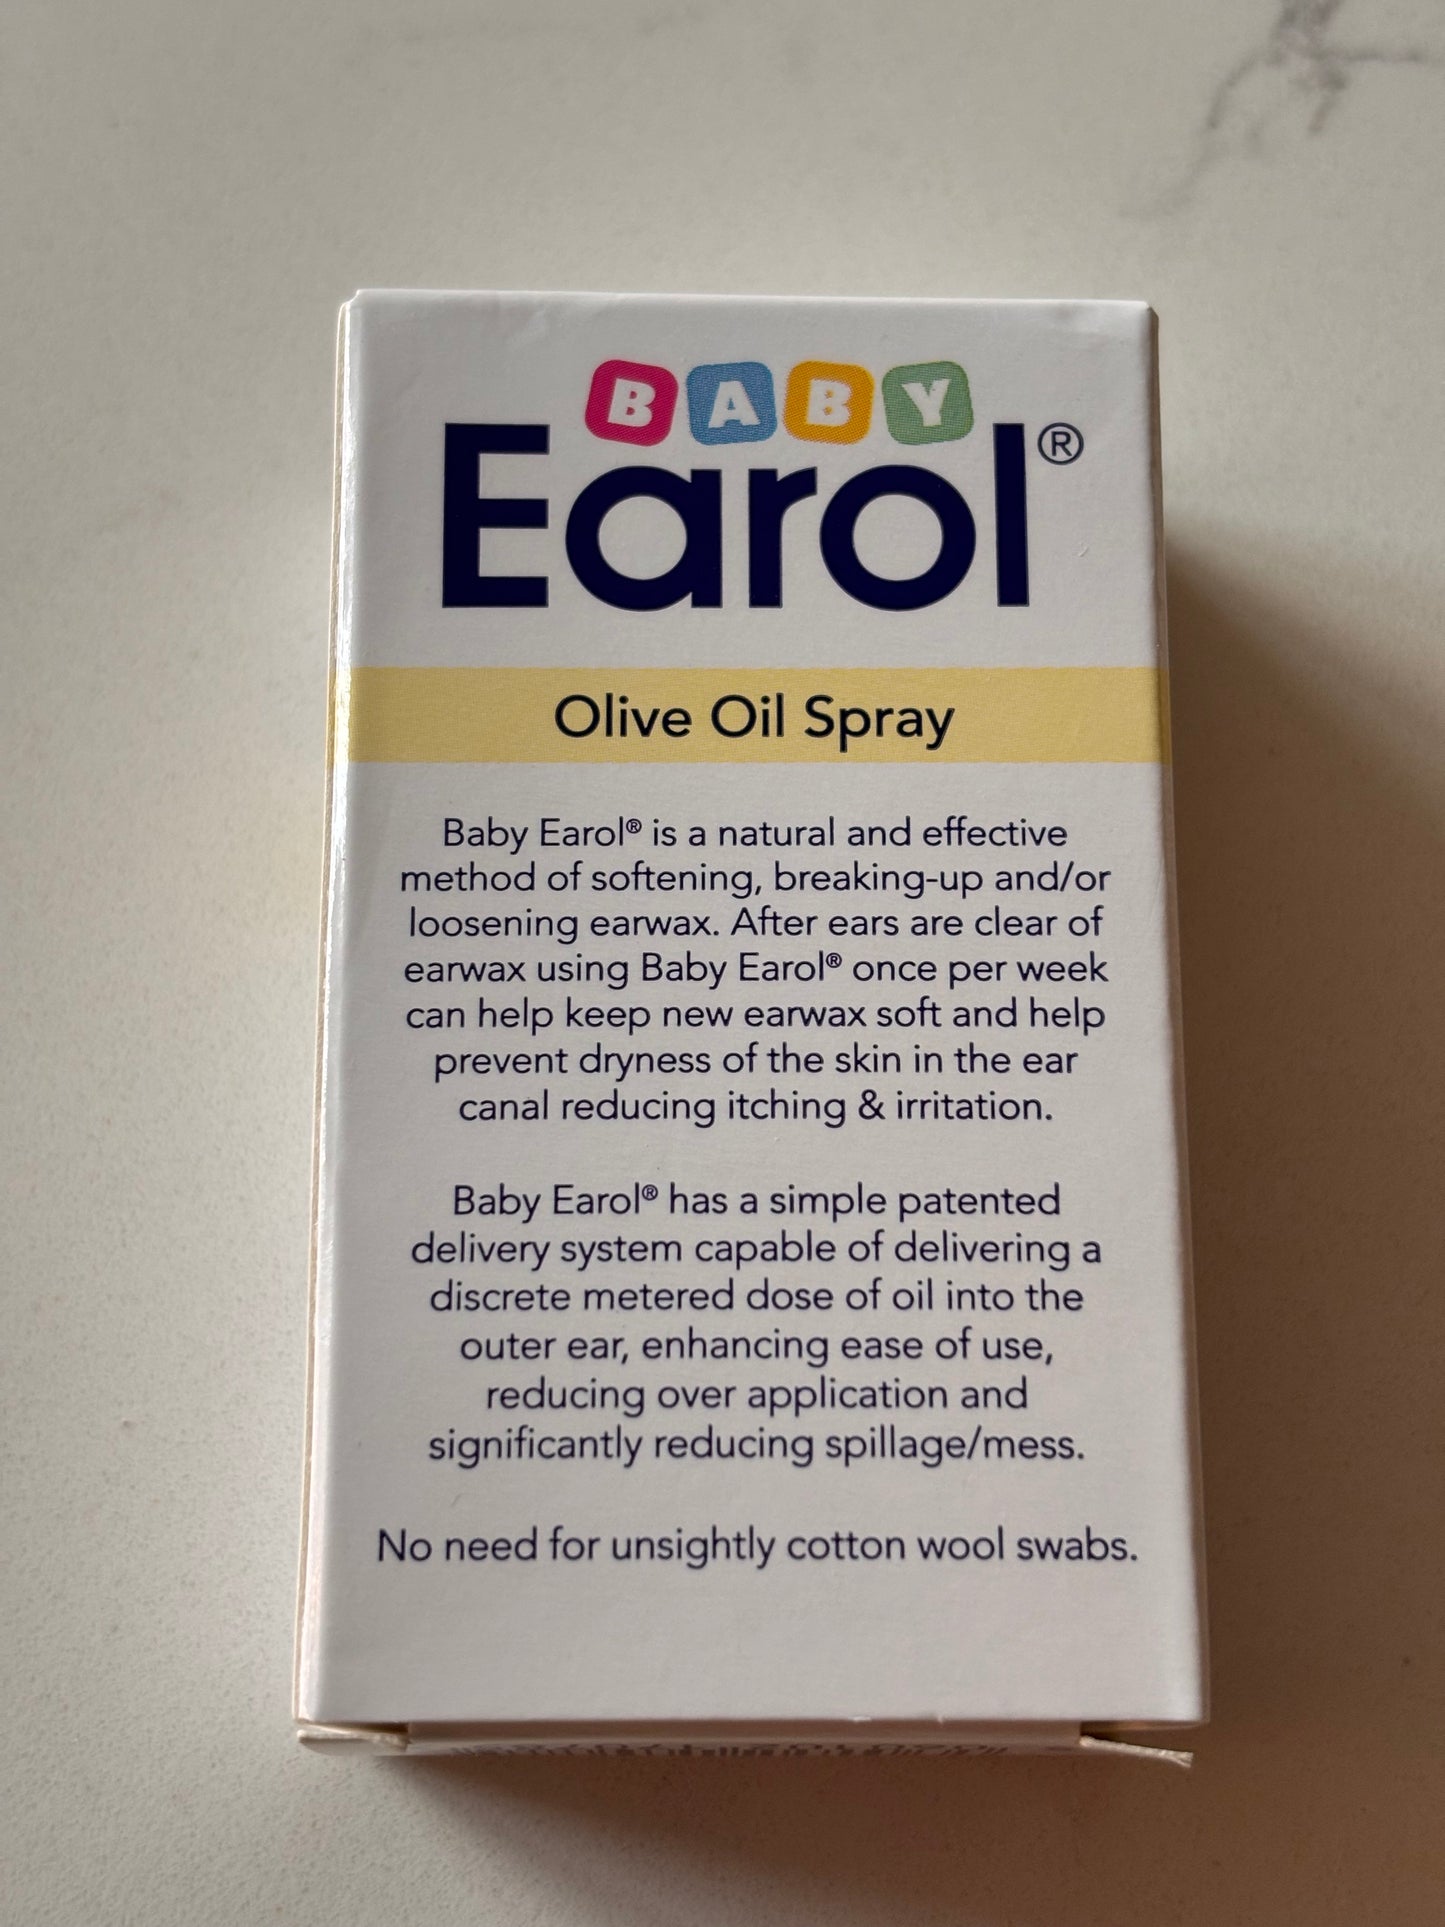 BABY
Earol®
Olive Oil Spray
Baby Earol® is a natural and effective
method of softening, breaking-up and/or
loosening earwax. After ears are clear of
earwax using Baby Earol® once per week
can help keep new earwax soft and help
prevent dryness of the skin in the ear
canal reducing itching & irritation.
Baby Earol® has a simple patented
delivery system capable of delivering a
discrete metered dose of oil into the
outer ear, enhancing ease of use,
reducing over application and
significantly reducing spillage/mess.
No need for unsightly cotton wool swabs.